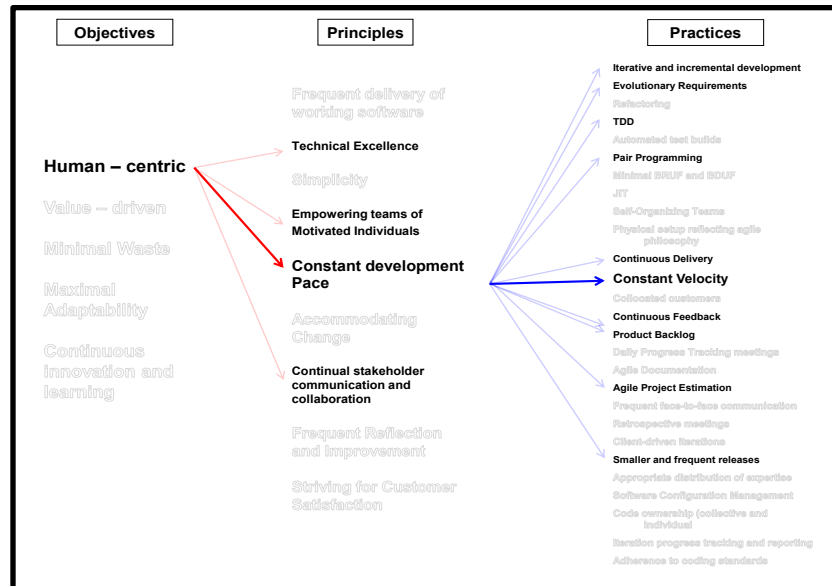 Objectives
Principles
Practices
Human – centric
Value – driven
Minimal Waste
Maximal
Adaptability
Continuous
innovation and
learning
Frequent delivery of
working software
Technical Excellence
Simplicity
Empowering teams of
Motivated Individuals
Constant development
Pace
Accommodating
Change
Continual stakeholder
communication and
collaboration
Frequent Reflection
and Improvement
Striving for Customer
Satisfaction
Iterative and incremental development
Evolutionary Requirements
Refactoring
TDD
Automated test builds
Pair Programming
Minimal BRUF and BDUF
JIT
Self-Organizing Teams
Physical setup reflecting agile
philosophy
Continuous Delivery
Constant Velocity
Collocated customers
Continuous Feedback
Product Backlog
Daily Progress Tracking meetings
Agile Documentation
Agile Project Estimation
Frequent face-to-face communication
Retrospective meetings
Client-driven iterations
Smaller and frequent releases
Appropriate distribution of expertise
Software Configuration Management
Code ownership (collective and
individual
Iteration progress tracking and reporting
Adherence to coding standards